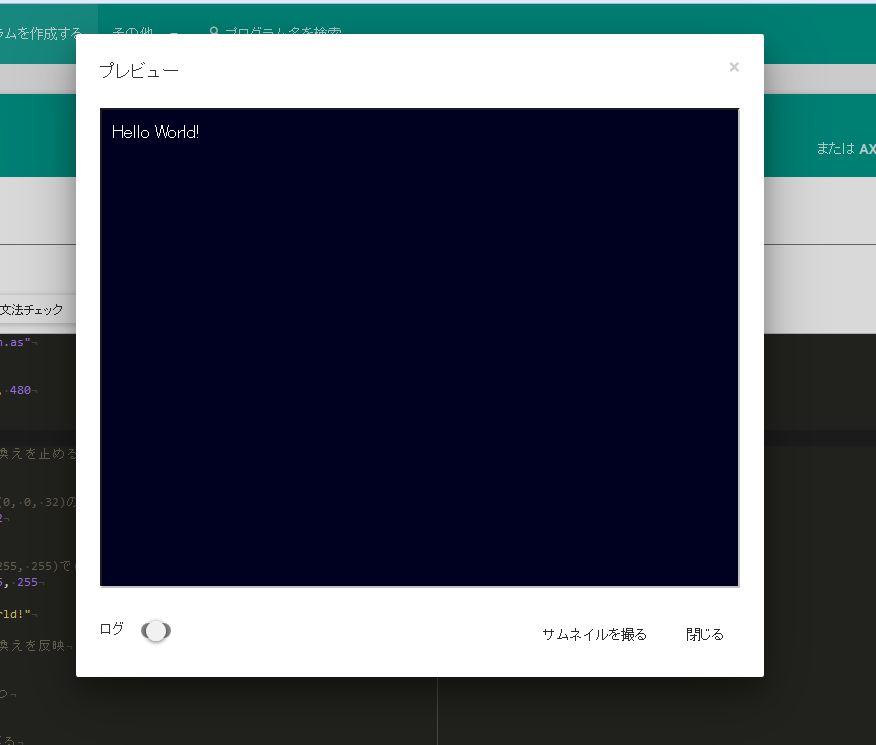 ラムを作成する その他 プログラム名を検索
プレビュー ×
Hello World!
または AX
文法チェック
n.as"
, 480
換えを止める
(0, 0, 32)の
2
255, 255)で
5, 255
rld!"
換えを反映
つ
る
ログ
サムネイルを撮る 閉じる